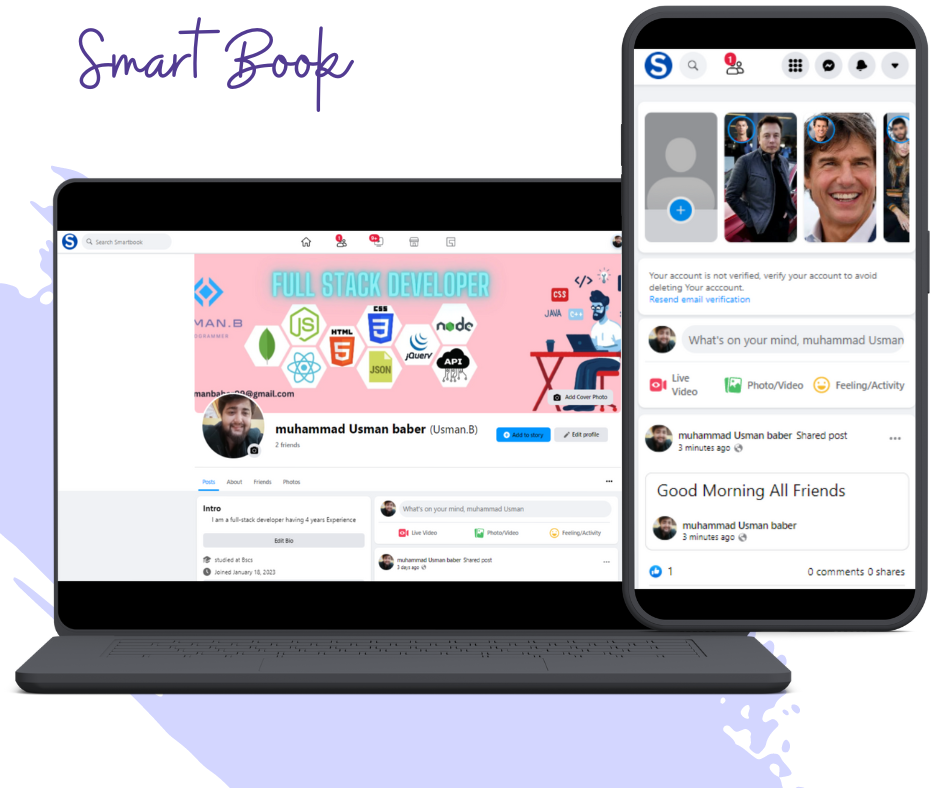 Smart Book
S
Search Smartbook
1
9+
FULL STACK DEVELOPER
MAN.B
JS
HTML
5
CSS
3
node
JSON
jQuery
API
</>
CSS
JAVA
C++
manbaber00@gmail.com
Add Cover Photo
muhammad Usman baber (Usman.B)
2 friends
Add to story
Edit profile
Posts
About
Friends
Photos
Intro
I am a full-stack developer having 4 years Experience
Edit Bio
studied at Bscs
Joined January 18, 2023
What's on your mind, muhammad Usman
Live Video
Photo/Video
Feeling/Activity
muhammad Usman baber Shared post
3 days ago
S
1
Your account is not verified, verify your account to avoid
deleting Your acccount.
Resend email verification
What's on your mind, muhammad Usman
Live
Video
Photo/Video
Feeling/Activity
muhammad Usman baber Shared post
3 minutes ago
Good Morning All Friends
muhammad Usman baber
3 minutes ago
1
0 comments 0 shares